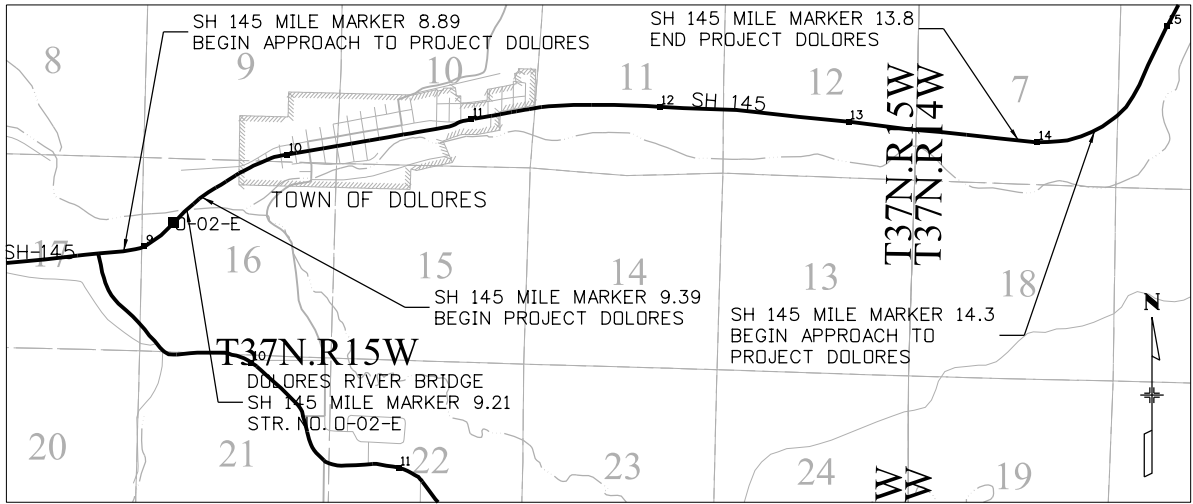 SH 145 MILE MARKER 8.89
BEGIN APPROACH TO PROJECT DOLORES
SH 145 MILE MARKER 13.8
END PROJECT DOLORES
15
8
9
10
11
12
7
T37N.R15W
T37N.R14W
11
12
SH 145
13
14
10
TOWN OF DOLORES
O-02-E
9
SH-145
17
16
15
14
13
18
SH 145 MILE MARKER 9.39
BEGIN PROJECT DOLORES
SH 145 MILE MARKER 14.3
BEGIN APPROACH TO
PROJECT DOLORES
N
T37N.R15W
10
DOLORES RIVER BRIDGE
SH 145 MILE MARKER 9.21
STR. NO. O-02-E
20
21
22
11
23
24
W
W
19